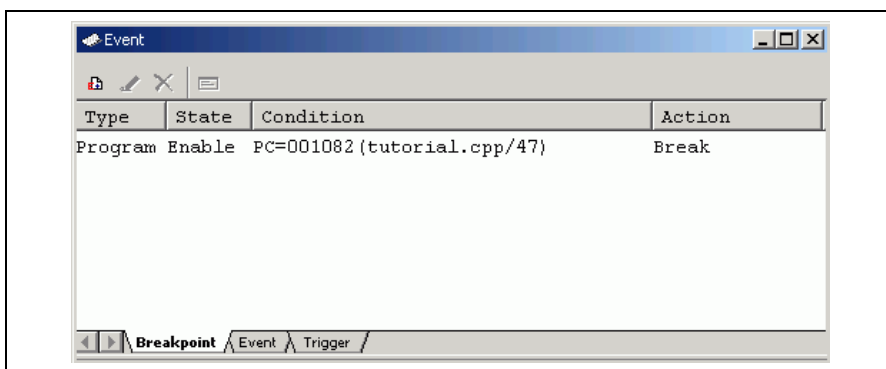 Event
Type State Condition Action
Program Enable PC=001082(tutorial.cpp/47) Break
Breakpoint Event Trigger